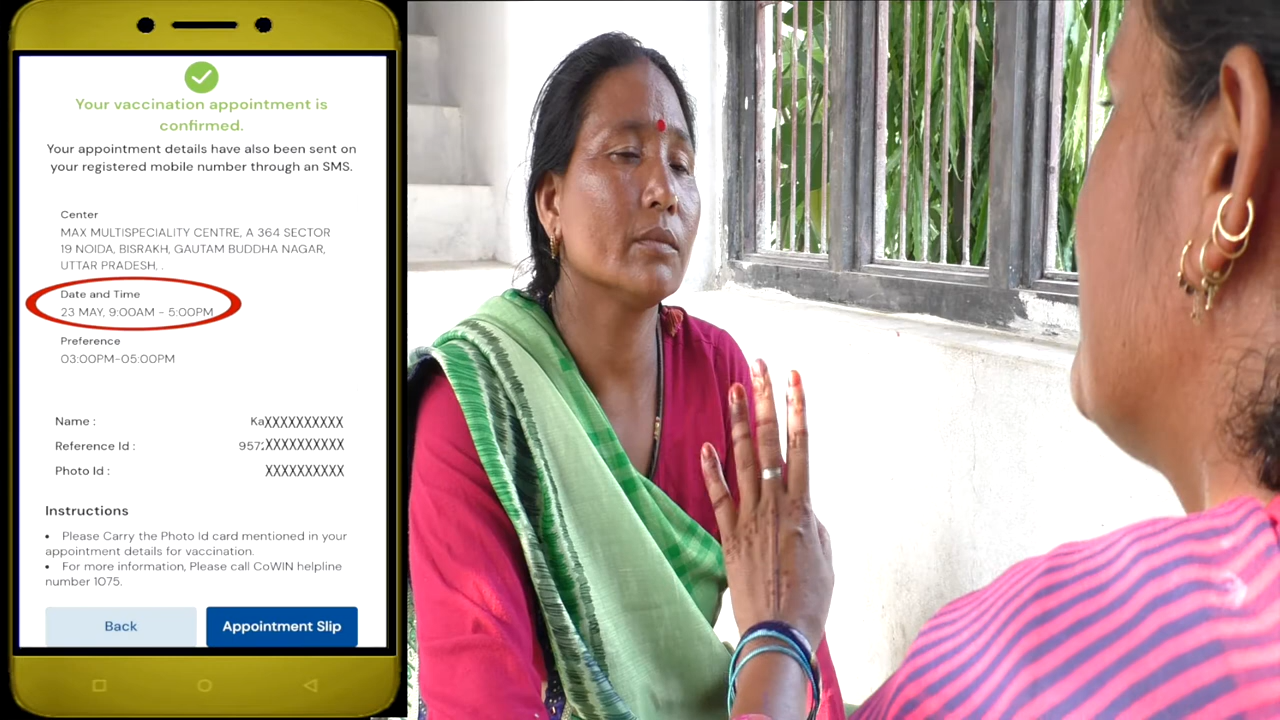 Your vaccination appointment is
confirmed.
Your appointment details have also been sent on
your registered mobile number through an SMS.
Center
MAX MULTISPECIALITY CENTRE, A 364 SECTOR
19 NOIDA, BISRAKH, GAUTAM BUDDHA NAGAR,
UTTAR PRADESH, .
Date and Time
23 MAY, 9:00AM - 5:00PM
Preference
03:00PM-05:00PM
Name : KaXXXXXXXXXX
Reference Id : 957:XXXXXXXXXX
Photo Id : XXXXXXXXXX
Instructions
• Please Carry the Photo Id card mentioned in your
appointment details for vaccination.
• For more information, Please call CoWIN helpline
number 1075.
Back Appointment Slip